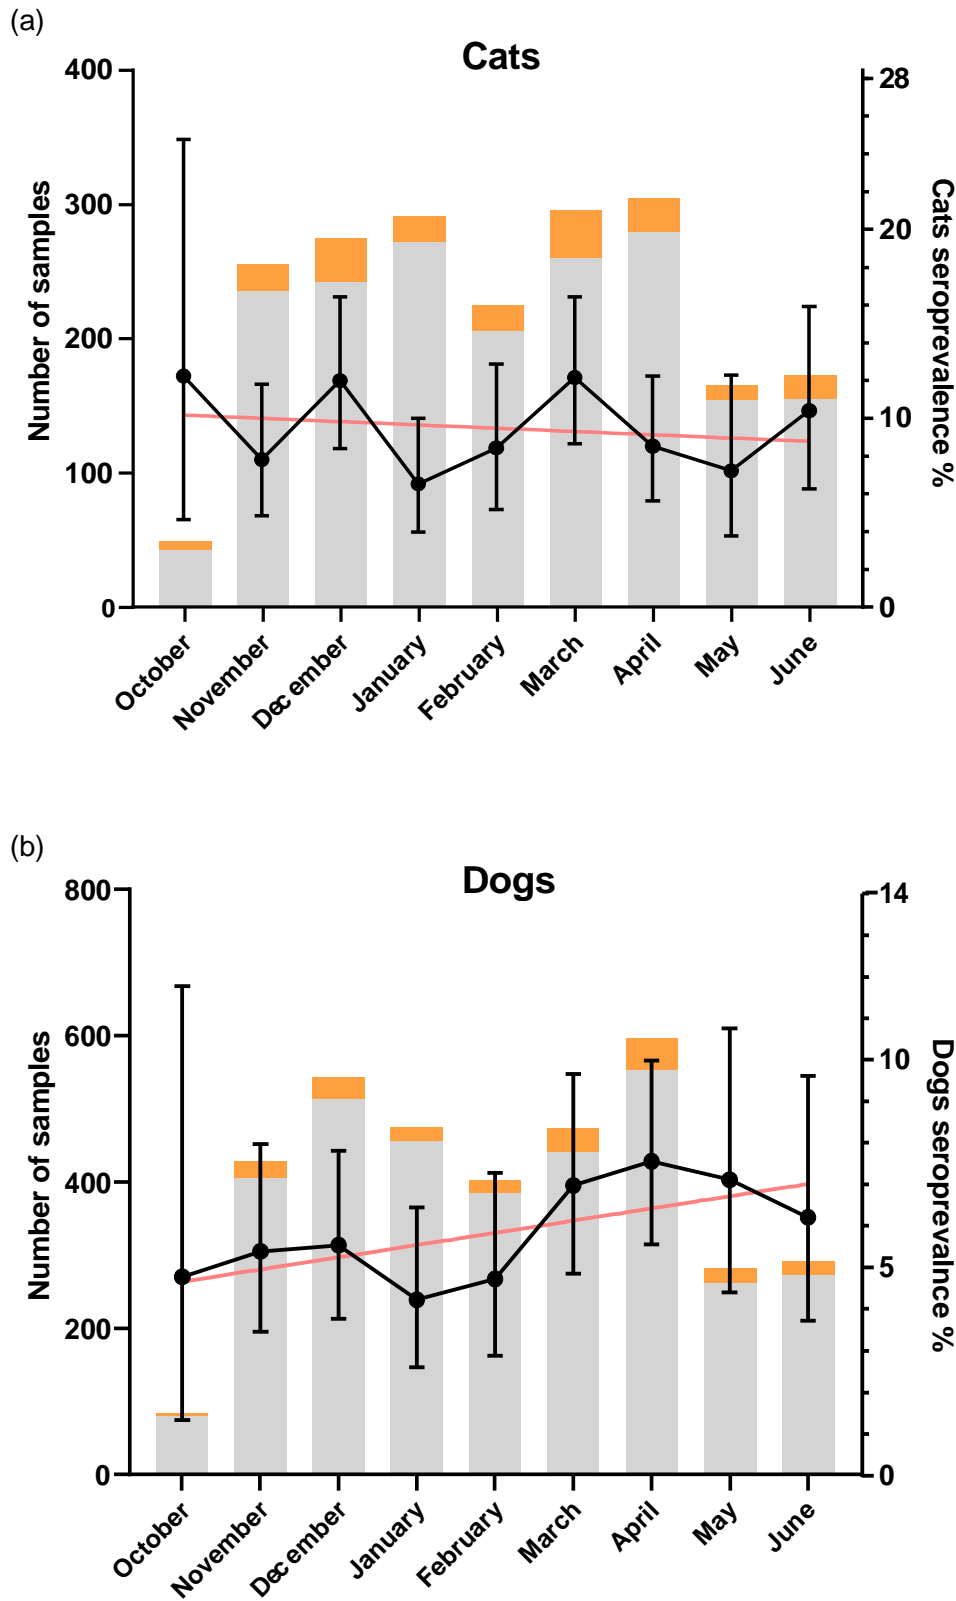 (a)
Cats
400
300
200
100
0
Number of samples
28
20
10
0
Cats seroprevalence %
October
November
Dec ember
January
February
March
April
May
June
(b)
Dogs
800
600
400
200
0
Number of samples
14
10
5
0
Dogs seroprevalnce %
October
November
Dec ember
January
February
March
April
May
June